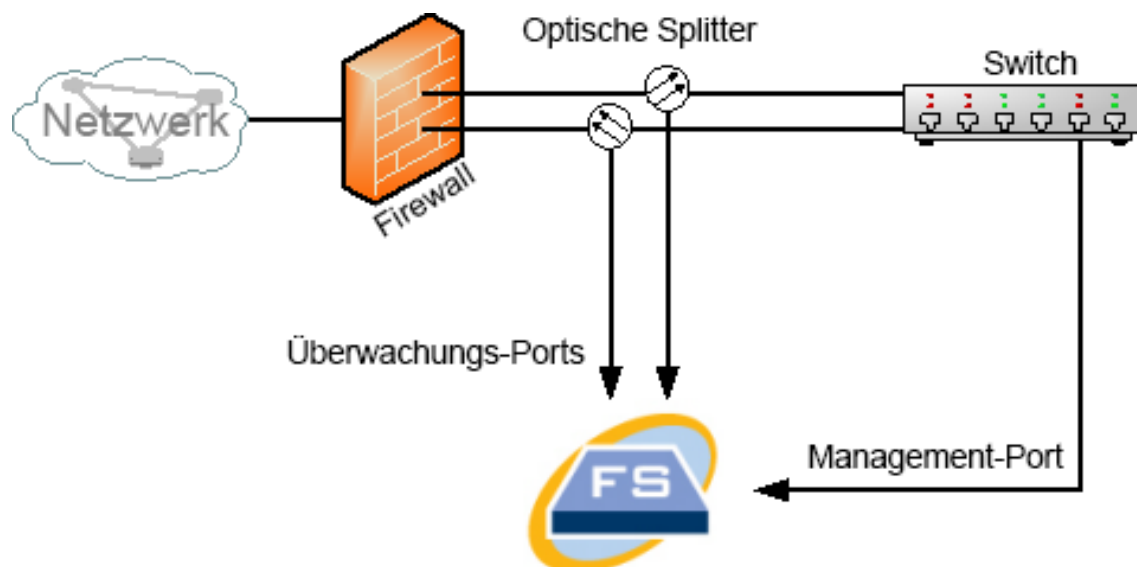 Optische Splitter
Switch
Netzwerk
Firewall
Überwachungs-Ports
Management-Port
FS